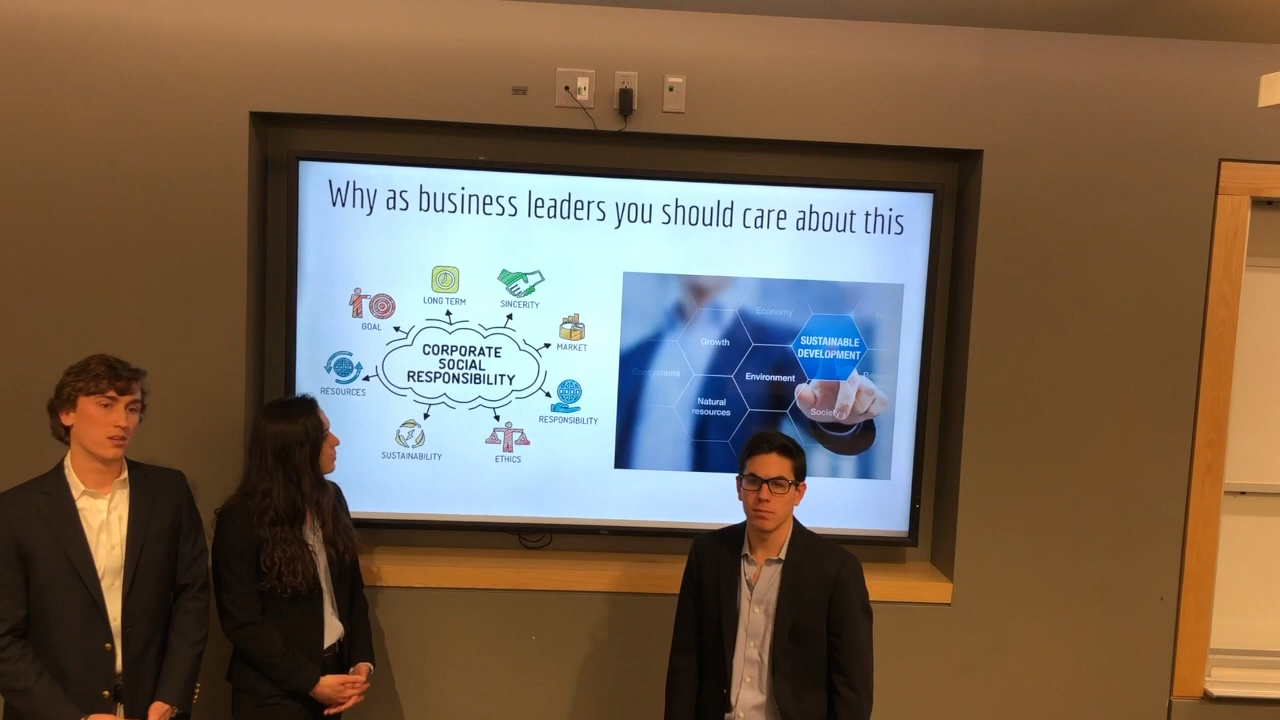 Why as business leaders you should care about this
LONG TERM
SINCERITY
GOAL
MARKET
CORPORATE
SOCIAL
RESPONSIBILITY
RESOURCES
RESPONSIBILITY
SUSTAINABILITY
ETHICS
Economy
Growth
SUSTAINABLE
DEVELOPMENT
Ecosystems
Environment
Natural
resources
Society